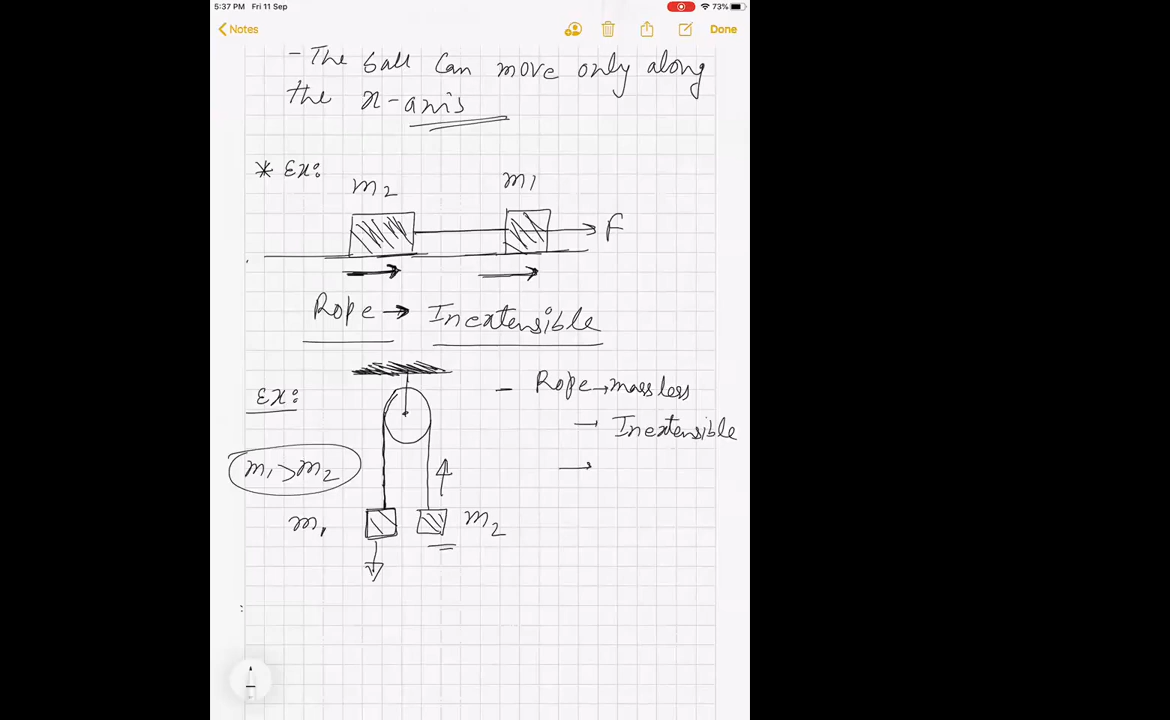 5:37 PM Fri 11 Sep
73%
Notes
Done
- The ball can move only along
the x-axis
* Ex:
m2
m1
F
Rope → Inextensible
Ex:
- Rope → massless
→ Inextensible
→
m1 > m2
m1
m2